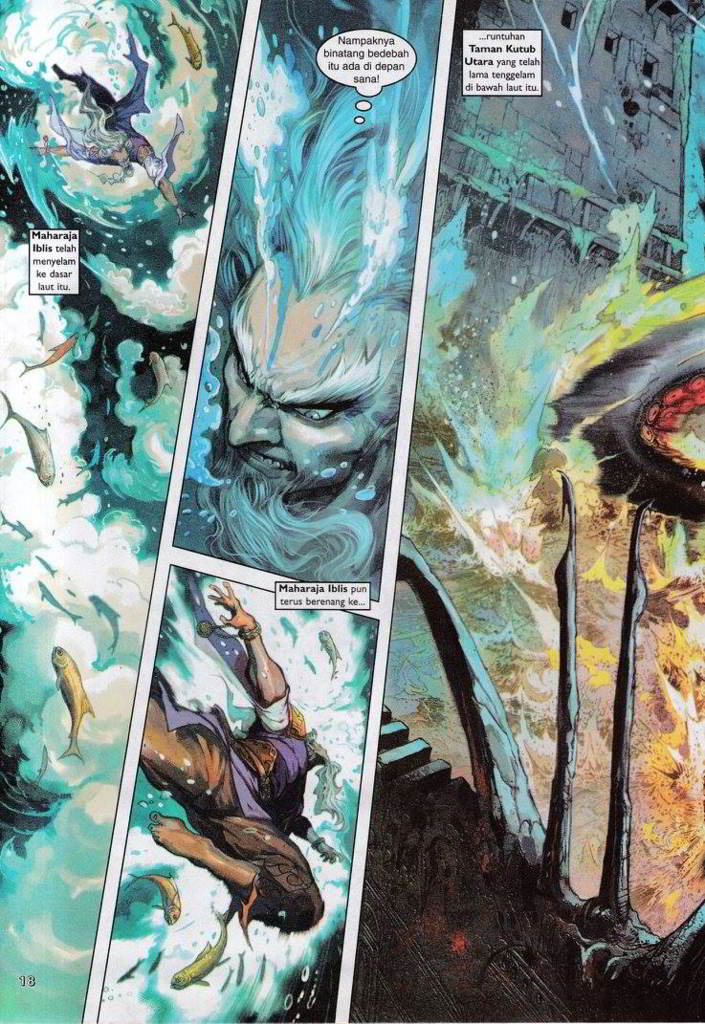 Maharaja
Iblis telah
menyelam
ke dasar
laut itu.
Nampaknya
binatang bedebah
itu ada di depan
sana!
Maharaja Iblis pun
terus berenang ke...
...runtuhan
Taman Kutub
Utara yang telah
lama tenggelam
di bawah laut itu.
18